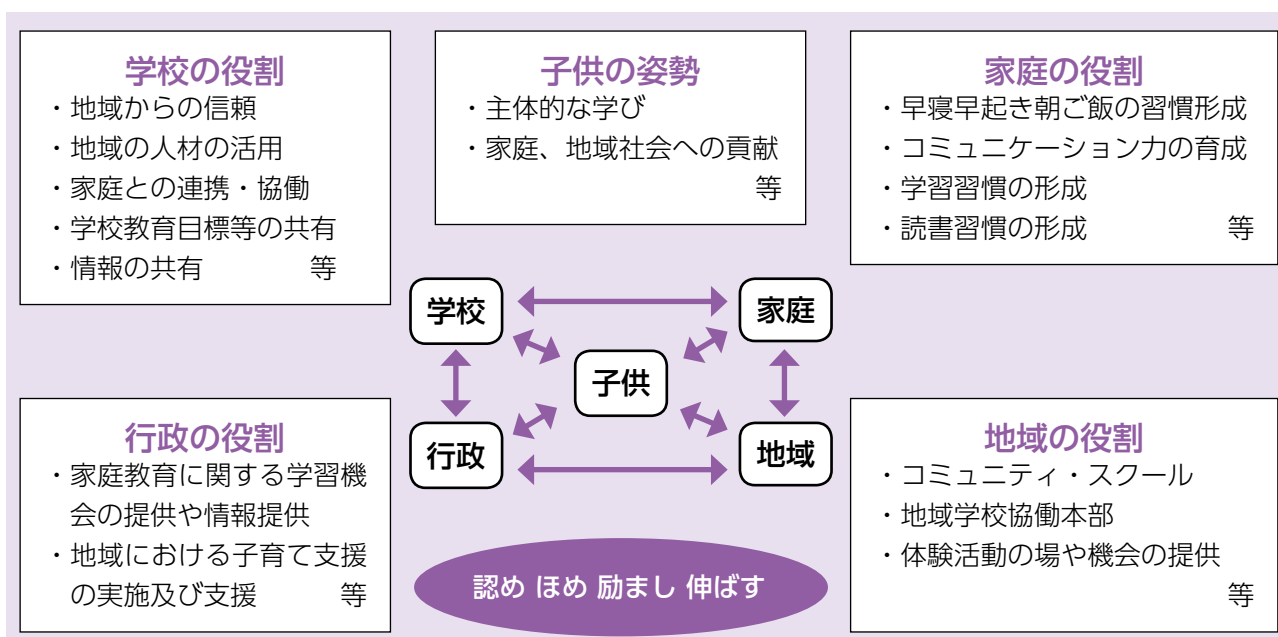 学校の役割
・地域からの信頼
・地域の人材の活用
・家庭との連携・協働
・学校教育目標等の共有
・情報の共有 等
子供の姿勢
・主体的な学び
・家庭、地域社会への貢献
等
家庭の役割
・早寝早起き朝ご飯の習慣形成
・コミュニケーション力の育成
・学習習慣の形成
・読書習慣の形成 等
学校
家庭
子供
行政
地域
行政の役割
・家庭教育に関する学習機
会の提供や情報提供
・地域における子育て支援
の実施及び支援 等
認め ほめ 励まし 伸ばす
地域の役割
・コミュニティ・スクール
・地域学校協働本部
・体験活動の場や機会の提供
等